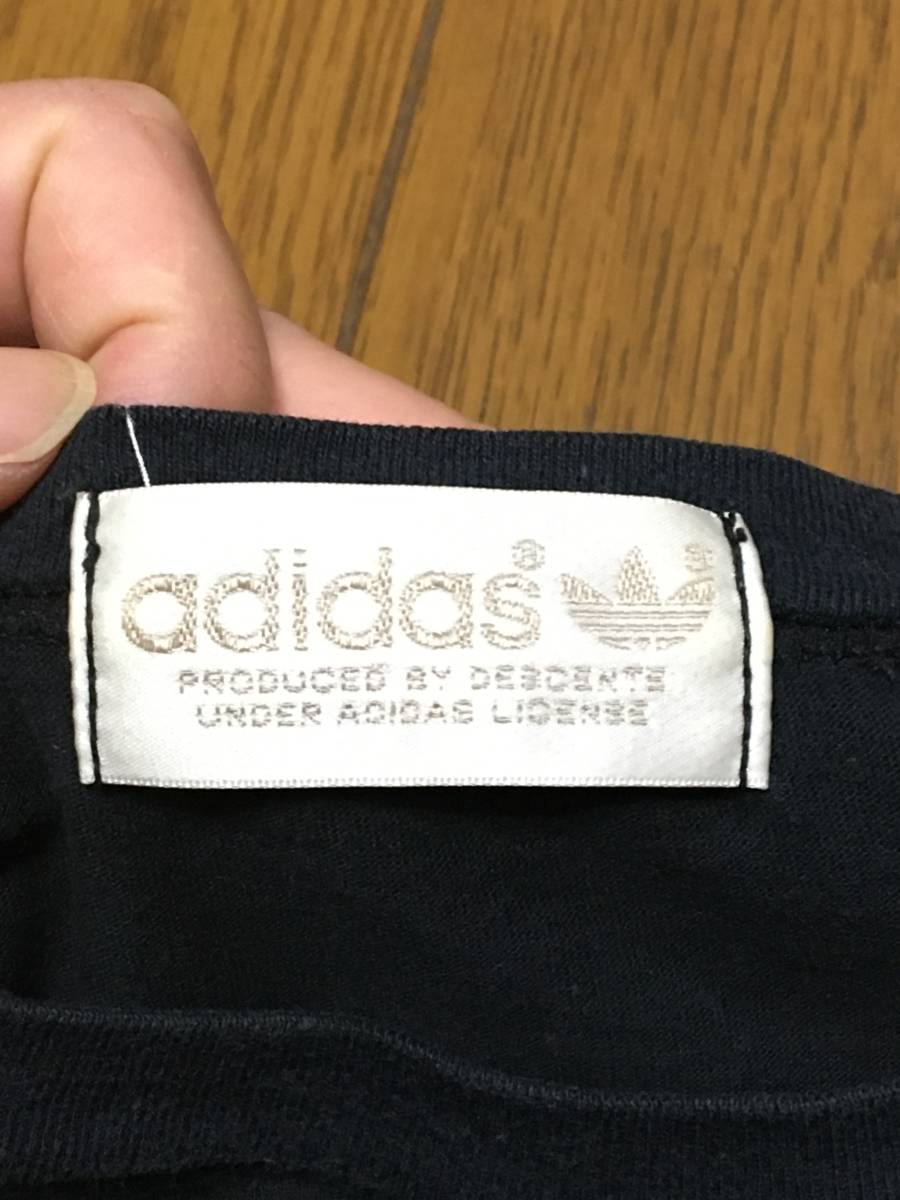 adidas®
PRODUCED BY DESCENTE
UNDER ADIDAS LICENSE